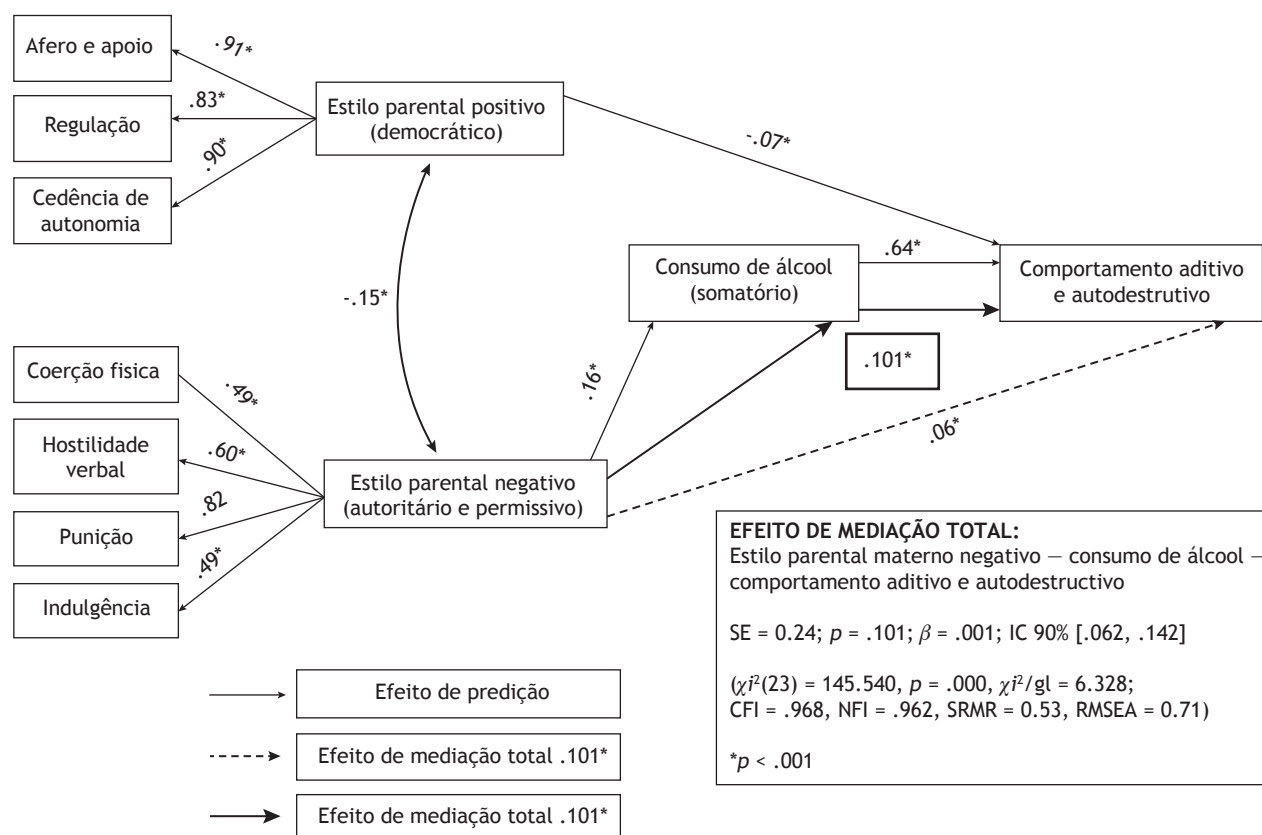 Afero e apoio
Regulação
Cedência de
autonomia
.91*
.83*
.90*
Estilo parental positivo
(democrático)
-.07*
-.15*
Consumo de álcool
(somatório)
.64*
Comportamento aditivo
e autodestrutivo
.101*
.16*
.06*
Coerção fisica
Hostilidade
verbal
Punição
Indulgência
.49*
.60*
.82
.49*
Estilo parental negativo
(autoritário e permissivo)
EFEITO DE MEDIAÇÃO TOTAL:
Estilo parental materno negativo — consumo de álcool —
comportamento aditivo e autodestructivo
SE = 0.24; p = .101; β = .001; IC 90% [.062, .142]
(χi²(23) = 145.540, p = .000, χi²/gl = 6.328;
CFI = .968, NFI = .962, SRMR = 0.53, RMSEA = 0.71)
*p < .001
Efeito de predição
Efeito de mediação total .101*
Efeito de mediação total .101*